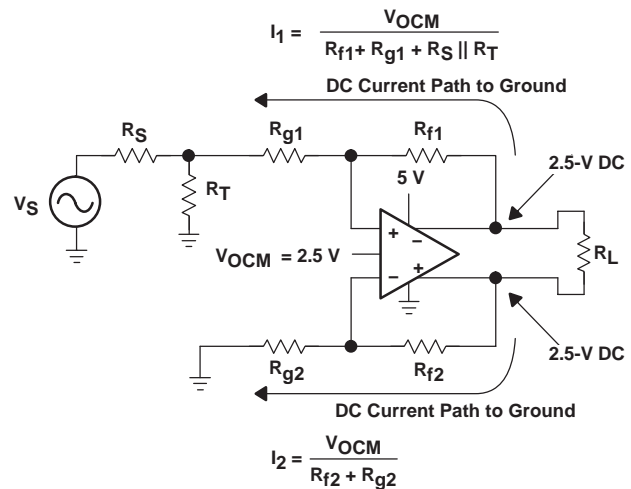 I1 = VOCM / Rf1+ Rg1 + RS || RT
DC Current Path to Ground
RS
Rg1
Rf1
2.5-V DC
5 V
RT
VS
+
−
VOCM = 2.5 V
RL
−
+
Rg2
Rf2
2.5-V DC
DC Current Path to Ground
I2 = VOCM / Rf2 + Rg2